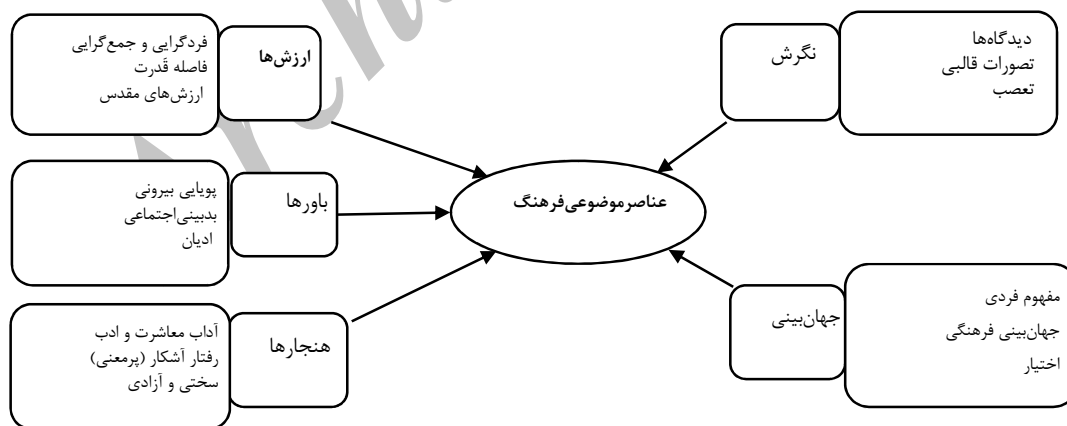 دیدگاه‌ها
تصورات قالبی
تعصب
نگرش
ارزش‌ها
فردگرایی و جمع‌گرایی
فاصله قدرت
ارزش‌های مقدس
عناصرموضوعی‌فرهنگ
باورها
پویایی بیرونی
بدبینی‌اجتماعی
ادیان
مفهوم فردی
جهان‌بینی فرهنگی
اختیار
جهان‌بینی
هنجارها
آداب معاشرت و ادب
رفتار آشکار (پرمعنی)
سختی و آزادی